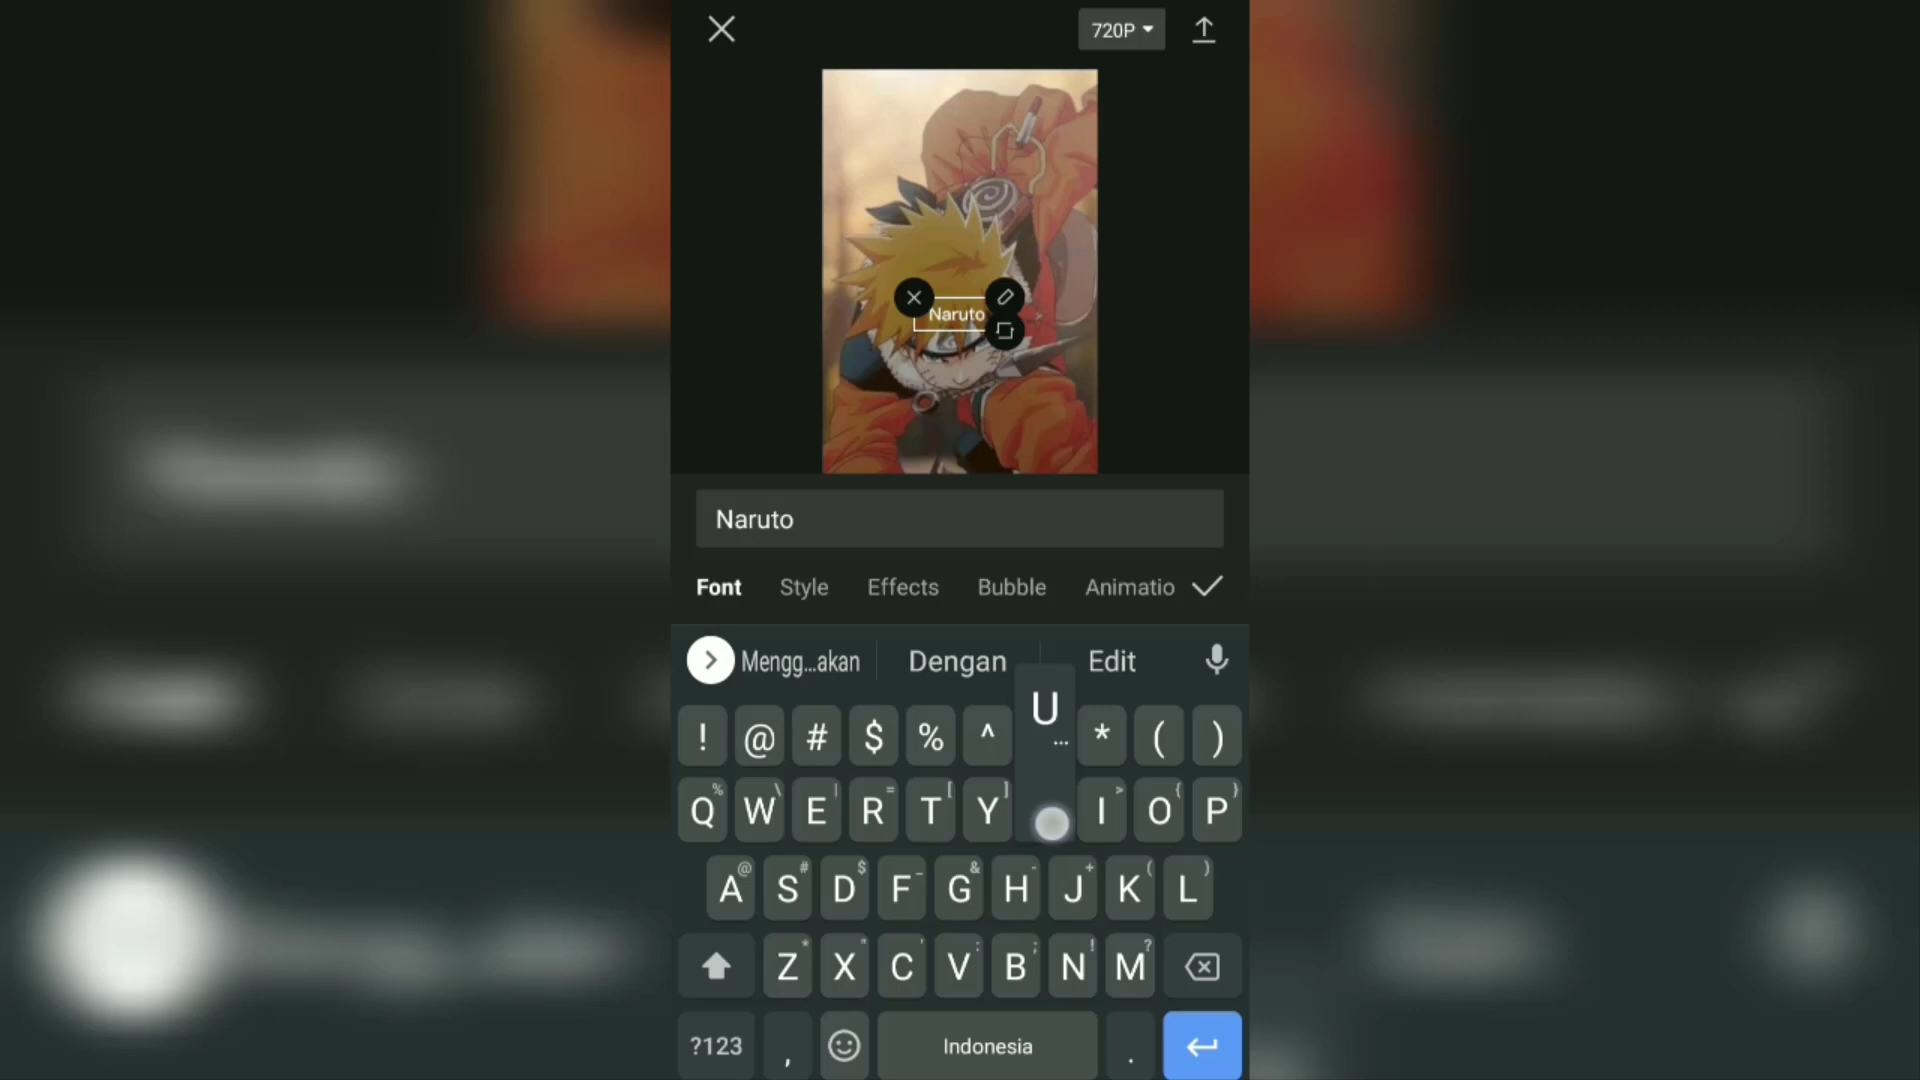 720P
Naruto
Naruto
Font Style Effects Bubble Animatio
Mengg...akan Dengan Edit
! @ # $ % ^ U ... * ( )
Q % W \ E | R = T [ Y ] I > O { P }
A @ S # D $ F _ G & H - J + K ( L )
Z * X " C ' V : B ; N ! M ?
?123 , Indonesia .